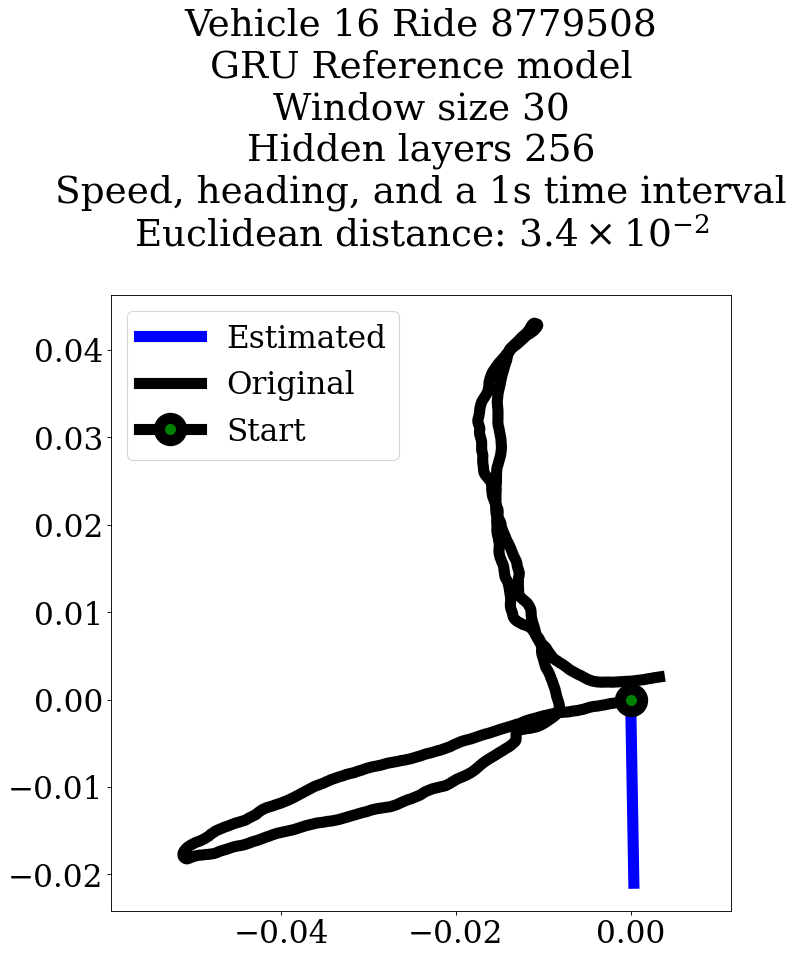 Vehicle 16 Ride 8779508
GRU Reference model
Window size 30
Hidden layers 256
Speed, heading, and a 1s time interval
Euclidean distance: 3.4 × 10⁻²
Estimated
Original
Start
0.04
0.03
0.02
0.01
0.00
−0.01
−0.02
−0.04 −0.02 0.00